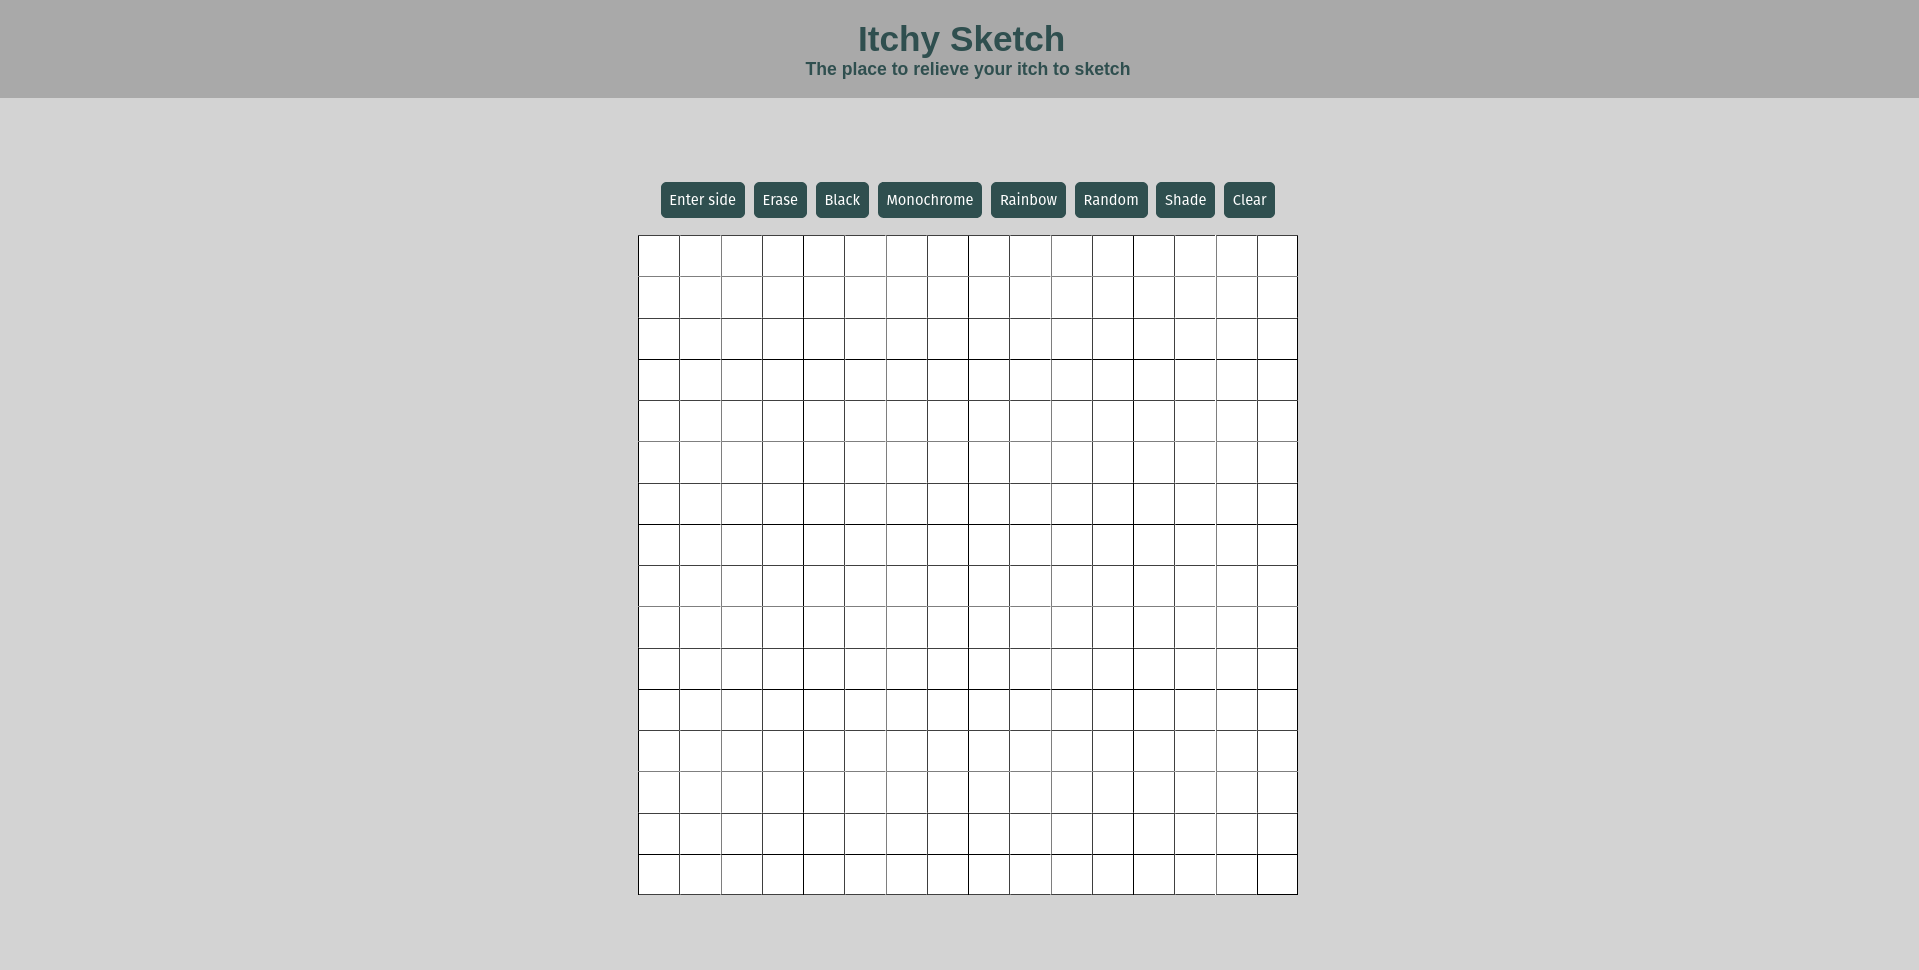 Itchy Sketch
The place to relieve your itch to sketch
Enter side Erase Black Monochrome Rainbow Random Shade Clear